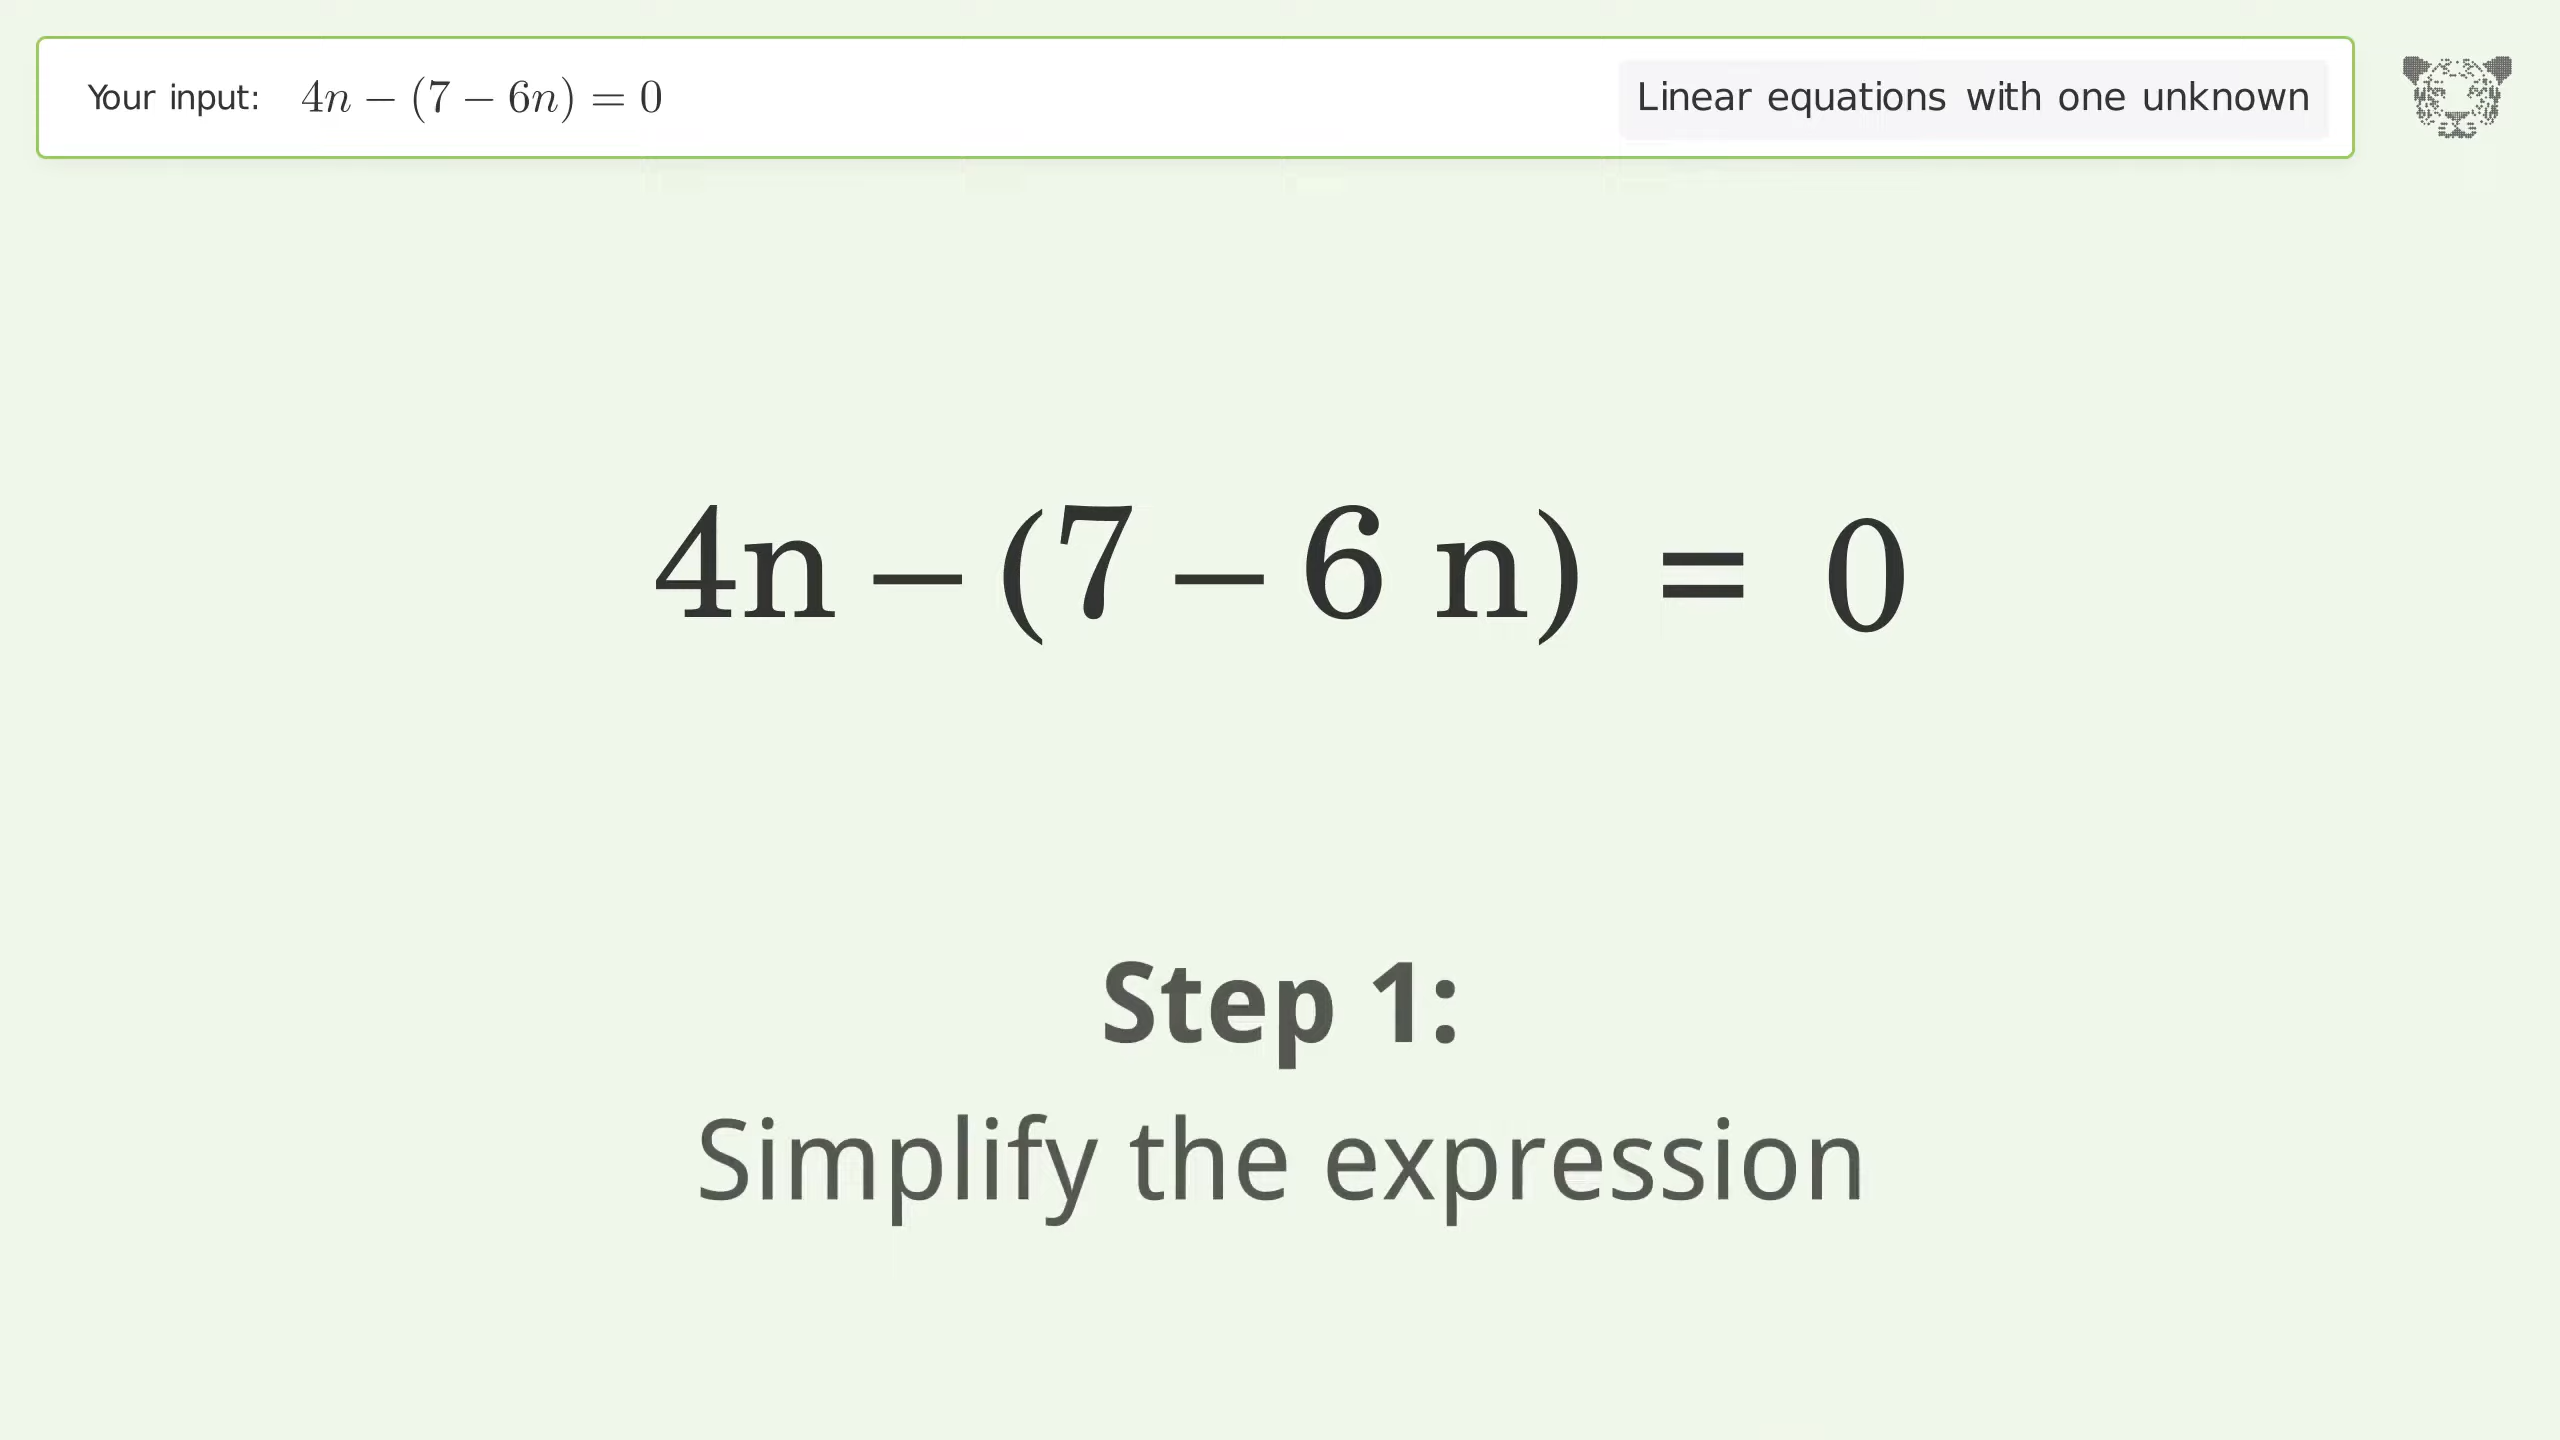 Your input: 4n − (7 − 6n) = 0
Linear equations with one unknown
4n – (7 – 6 n) = 0
Step 1:
Simplify the expression